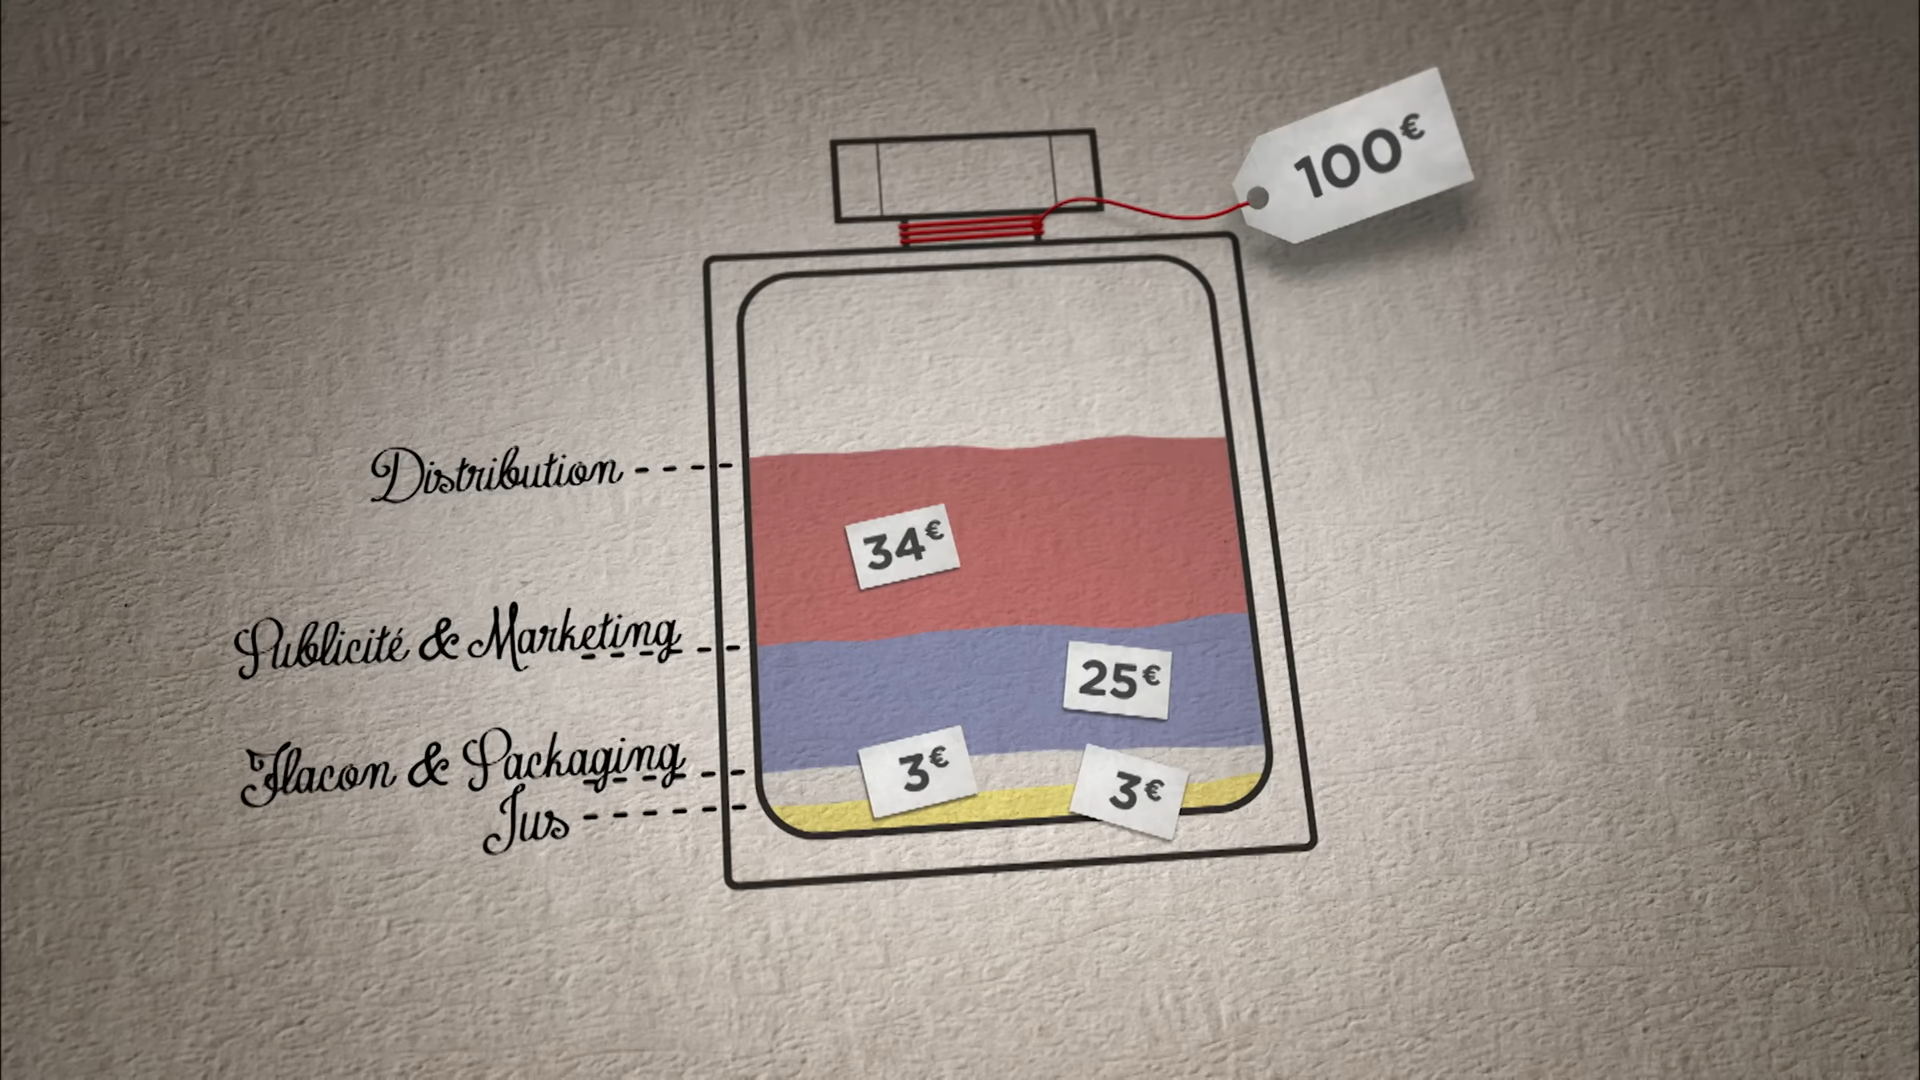 100€
Distribution
34€
Publicité & Marketing
25€
Flacon & Packaging
3€
3€
Jus